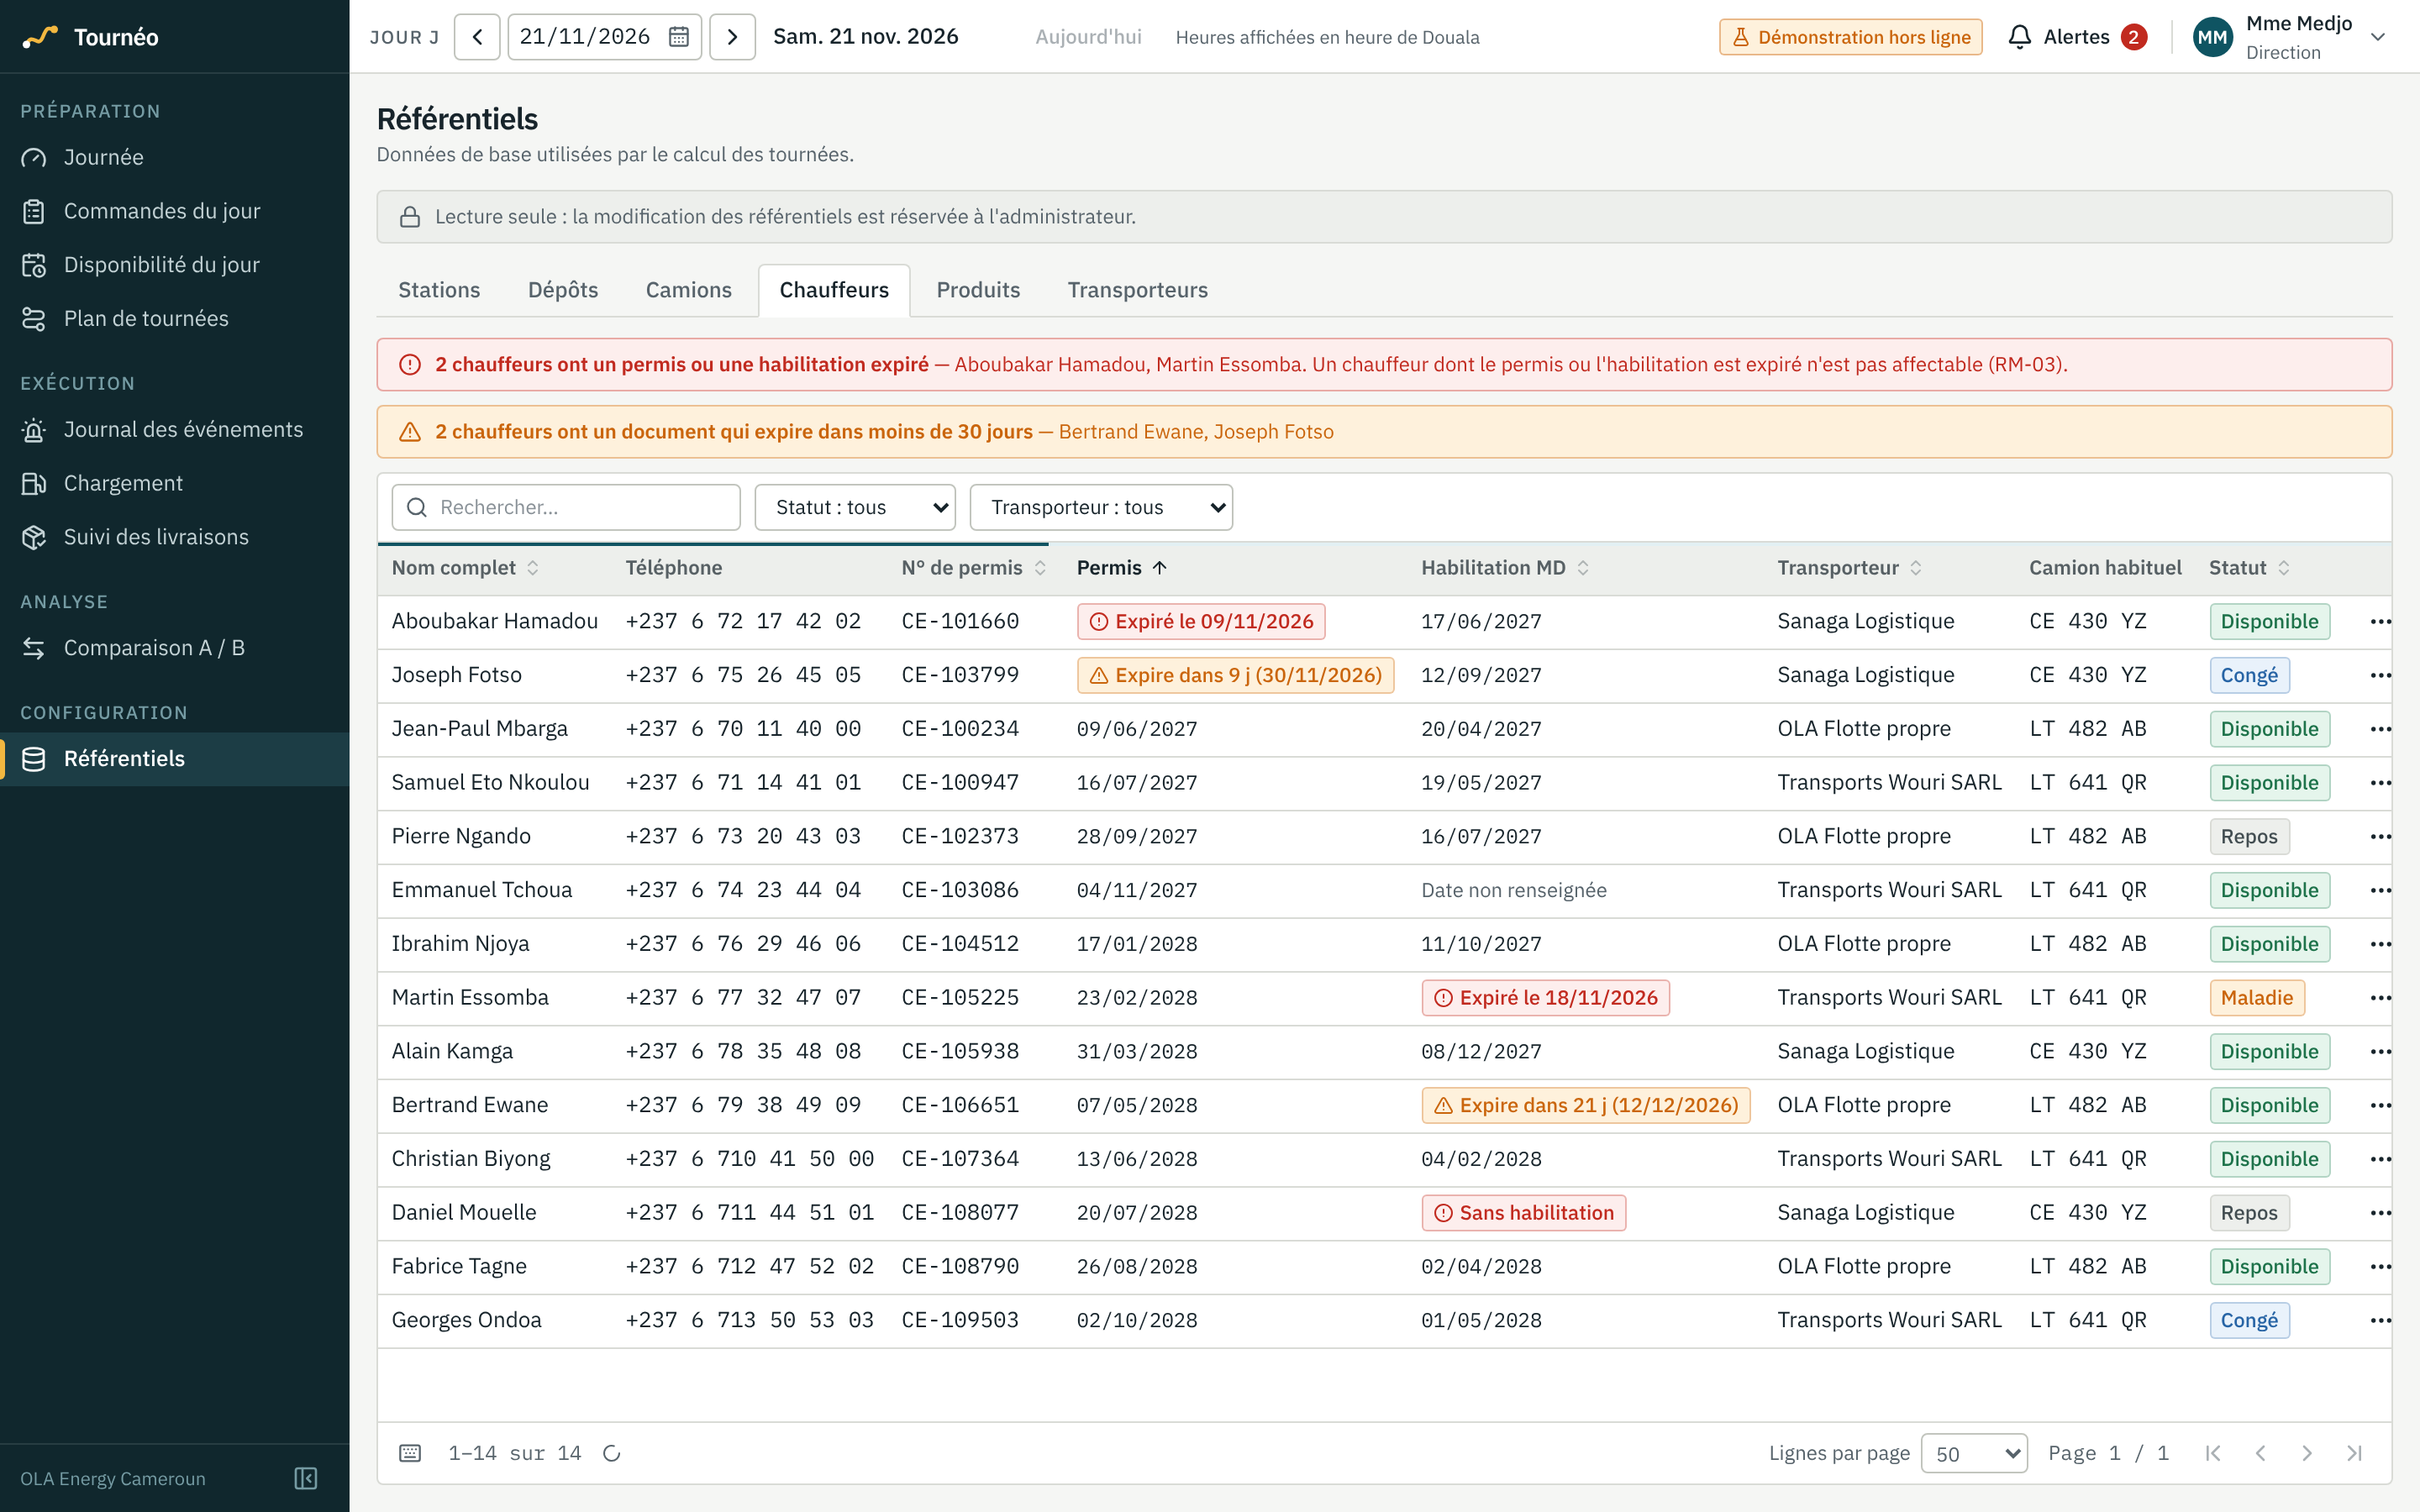 Tournéo
JOUR J 21/11/2026 Sam. 21 nov. 2026 Aujourd'hui Heures affichées en heure de Douala Démonstration hors ligne Alertes 2 MM Mme Medjo
Direction
PRÉPARATION
Journée
Commandes du jour
Disponibilité du jour
Plan de tournées
EXÉCUTION
Journal des événements
Chargement
Suivi des livraisons
ANALYSE
Comparaison A / B
CONFIGURATION
Référentiels
OLA Energy Cameroun
Référentiels
Données de base utilisées par le calcul des tournées.
Lecture seule : la modification des référentiels est réservée à l'administrateur.
Stations Dépôts Camions Chauffeurs Produits Transporteurs
2 chauffeurs ont un permis ou une habilitation expiré — Aboubakar Hamadou, Martin Essomba. Un chauffeur dont le permis ou l'habilitation est expiré n'est pas affectable (RM-03).
2 chauffeurs ont un document qui expire dans moins de 30 jours — Bertrand Ewane, Joseph Fotso
Rechercher... Statut : tous Transporteur : tous
Nom complet Téléphone N° de permis Permis Habilitation MD Transporteur Camion habituel Statut
Aboubakar Hamadou +237 6 72 17 42 02 CE-101660 Expiré le 09/11/2026 17/06/2027 Sanaga Logistique CE 430 YZ Disponible
Joseph Fotso +237 6 75 26 45 05 CE-103799 Expire dans 9 j (30/11/2026) 12/09/2027 Sanaga Logistique CE 430 YZ Congé
Jean-Paul Mbarga +237 6 70 11 40 00 CE-100234 09/06/2027 20/04/2027 OLA Flotte propre LT 482 AB Disponible
Samuel Eto Nkoulou +237 6 71 14 41 01 CE-100947 16/07/2027 19/05/2027 Transports Wouri SARL LT 641 QR Disponible
Pierre Ngando +237 6 73 20 43 03 CE-102373 28/09/2027 16/07/2027 OLA Flotte propre LT 482 AB Repos
Emmanuel Tchoua +237 6 74 23 44 04 CE-103086 04/11/2027 Date non renseignée Transports Wouri SARL LT 641 QR Disponible
Ibrahim Njoya +237 6 76 29 46 06 CE-104512 17/01/2028 11/10/2027 OLA Flotte propre LT 482 AB Disponible
Martin Essomba +237 6 77 32 47 07 CE-105225 23/02/2028 Expiré le 18/11/2026 Transports Wouri SARL LT 641 QR Maladie
Alain Kamga +237 6 78 35 48 08 CE-105938 31/03/2028 08/12/2027 Sanaga Logistique CE 430 YZ Disponible
Bertrand Ewane +237 6 79 38 49 09 CE-106651 07/05/2028 Expire dans 21 j (12/12/2026) OLA Flotte propre LT 482 AB Disponible
Christian Biyong +237 6 710 41 50 00 CE-107364 13/06/2028 04/02/2028 Transports Wouri SARL LT 641 QR Disponible
Daniel Mouelle +237 6 711 44 51 01 CE-108077 20/07/2028 Sans habilitation Sanaga Logistique CE 430 YZ Repos
Fabrice Tagne +237 6 712 47 52 02 CE-108790 26/08/2028 02/04/2028 OLA Flotte propre LT 482 AB Disponible
Georges Ondoa +237 6 713 50 53 03 CE-109503 02/10/2028 01/05/2028 Transports Wouri SARL LT 641 QR Congé
1–14 sur 14 Lignes par page 50 Page 1 / 1